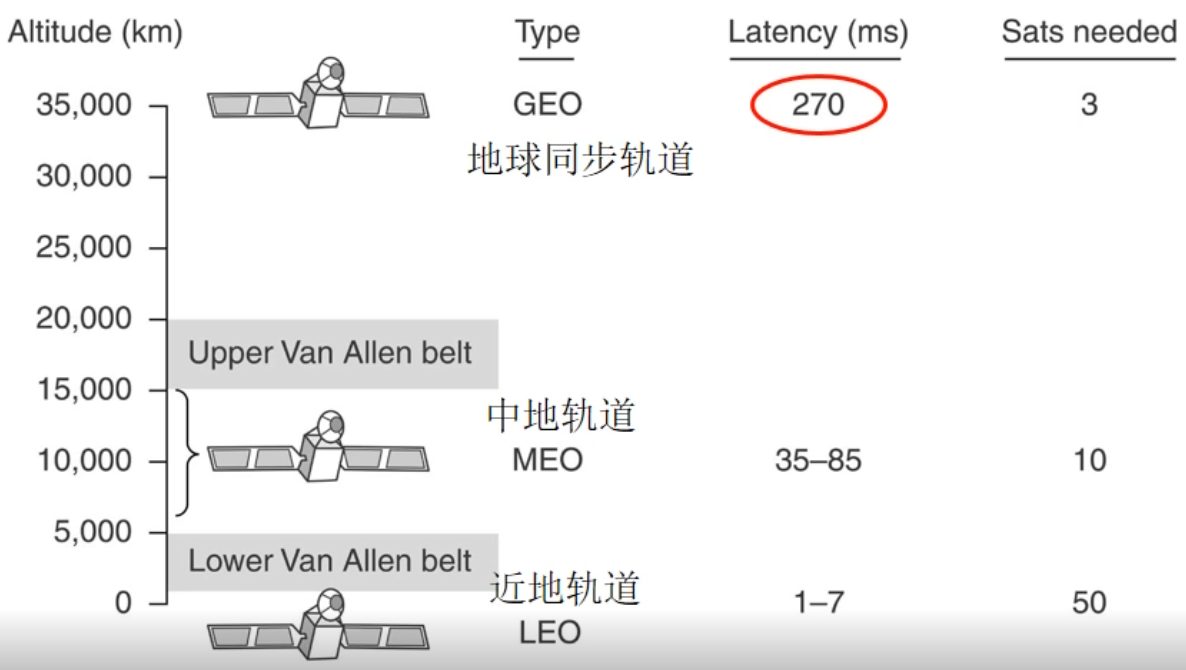 Altitude (km) Type Latency (ms) Sats needed
35,000 GEO 270 3
地球同步轨道
30,000
25,000
20,000
Upper Van Allen belt
15,000
中地轨道
10,000 MEO 35–85 10
5,000
Lower Van Allen belt
近地轨道
0 1–7 50
LEO